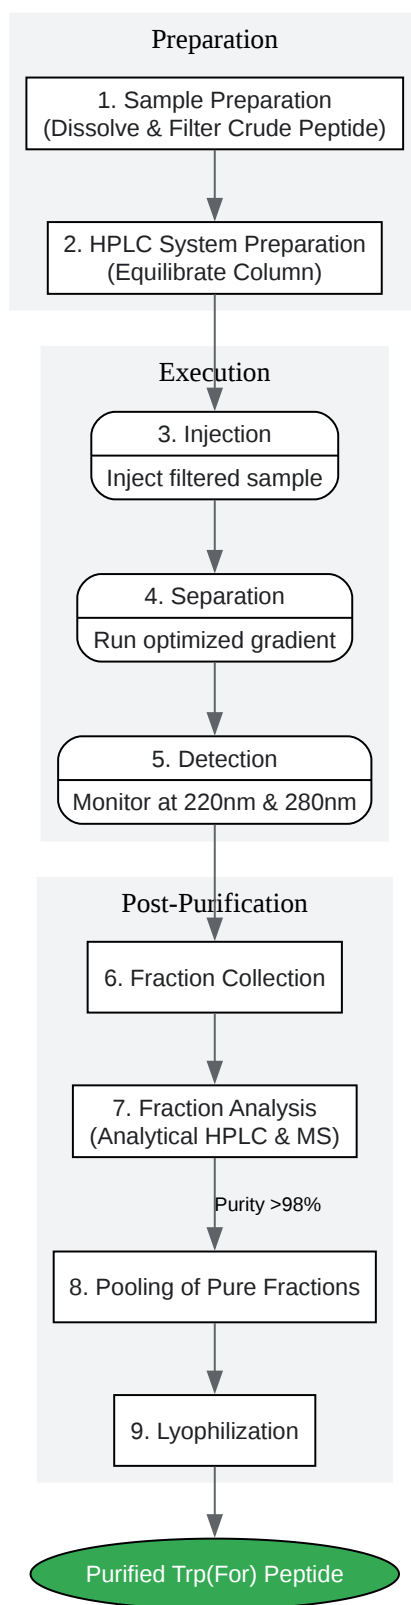 Preparation
1. Sample Preparation
(Dissolve & Filter Crude Peptide)
2. HPLC System Preparation
(Equilibrate Column)
Execution
3. Injection
Inject filtered sample
4. Separation
Run optimized gradient
5. Detection
Monitor at 220nm & 280nm
Post-Purification
6. Fraction Collection
7. Fraction Analysis
(Analytical HPLC & MS)
Purity >98%
8. Pooling of Pure Fractions
9. Lyophilization
Purified Trp(For) Peptide